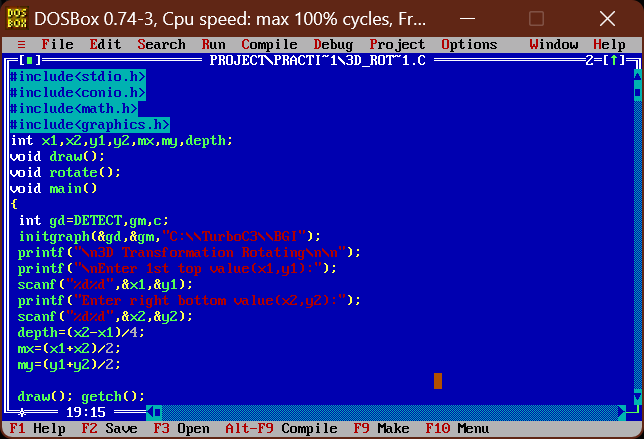 DOS BOX DOSBox 0.74-3, Cpu speed: max 100% cycles, Fr...
≡ File Edit Search Run Compile Debug Project Options Window Help
[■] PROJECT\PRACTI~1\3D_ROT~1.C 2=[↑]
#include<stdio.h>
#include<conio.h>
#include<math.h>
#include<graphics.h>
int x1,x2,y1,y2,mx,my,depth;
void draw();
void rotate();
void main()
{
int gd=DETECT,gm,c;
initgraph(&gd,&gm,"C:\\TurboC3\\BGI");
printf("\n3D Transformation Rotating\n\n");
printf("\nEnter 1st top value(x1,y1):");
scanf("%d%d",&x1,&y1);
printf("Enter right bottom value(x2,y2):");
scanf("%d%d",&x2,&y2);
depth=(x2-x1)/4;
mx=(x1+x2)/2;
my=(y1+y2)/2;
draw(); getch();
* 19:15
F1 Help F2 Save F3 Open Alt-F9 Compile F9 Make F10 Menu